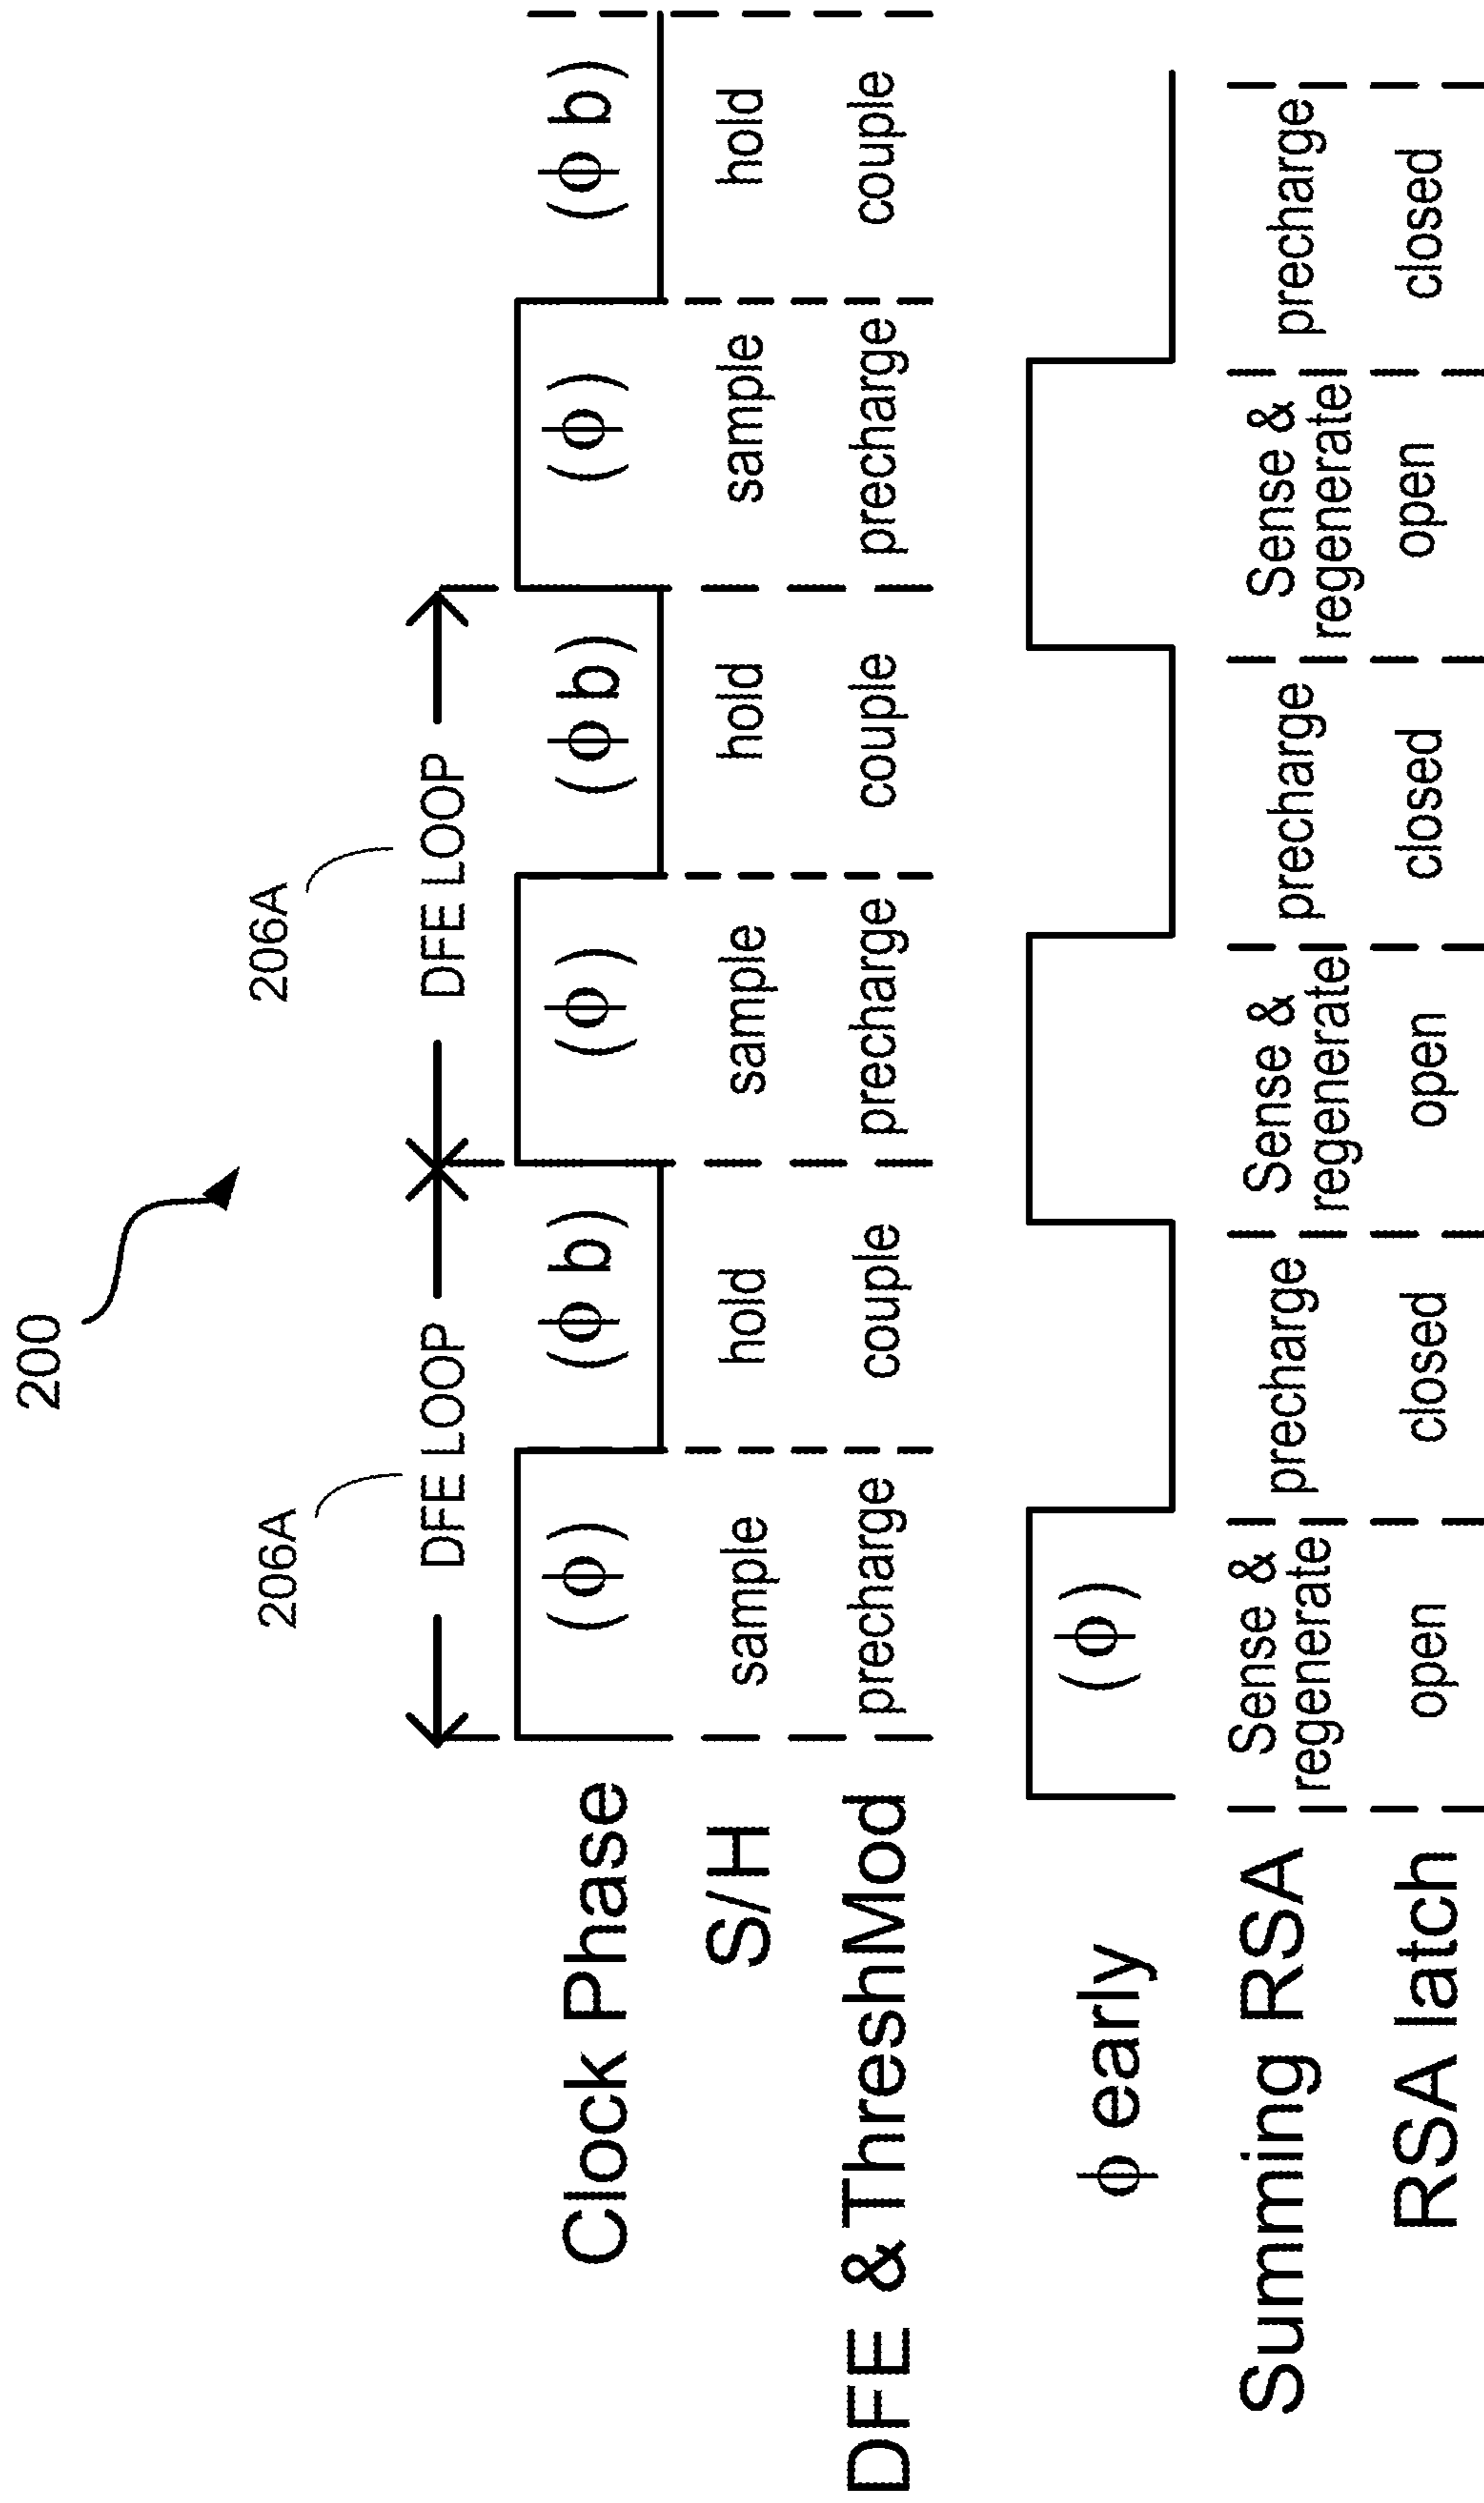 200
206A
206A
DFE LOOP
DFE LOOP
Clock Phase
(ϕ)
(ϕ b)
(ϕ)
(ϕ b)
(ϕ)
(ϕ b)
S/H
sample
hold
sample
hold
sample
hold
DFE & ThreshMod
precharge
couple
precharge
couple
precharge
couple
ϕ early
(ϕ)
Summing RSA
Sense &
regenerate
precharge
Sense &
regenerate
precharge
Sense &
regenerate
precharge
RSA latch
open
closed
open
closed
open
closed